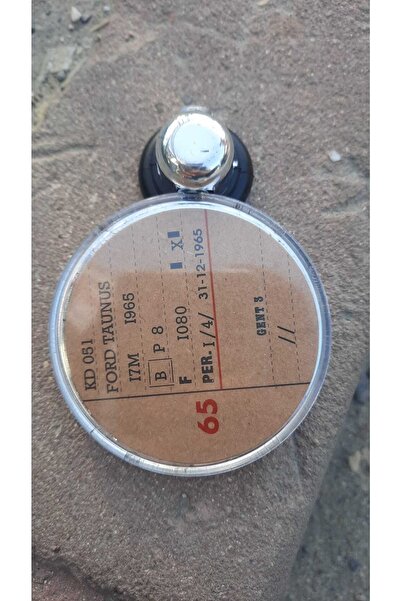 KD 051
FORD TAUNUS
17M 1965
B P 8
F 1080 X
65 PER. 1/4/ 31-12-1965
GENT 3
//